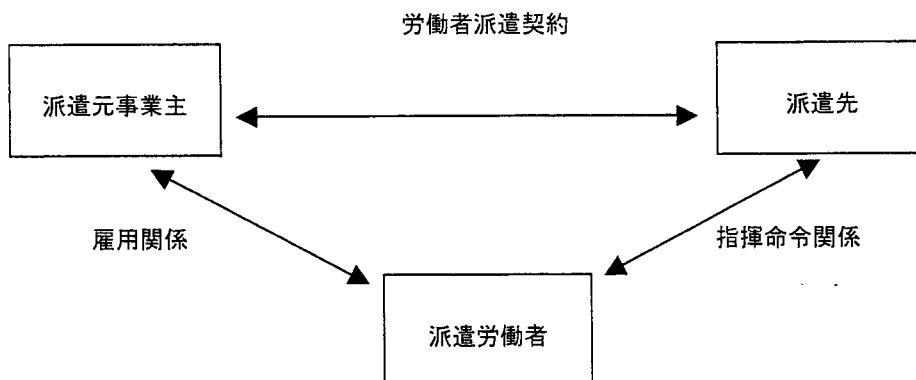 労働者派遣契約
派遣元事業主
派遣先
雇用関係
指揮命令関係
派遣労働者